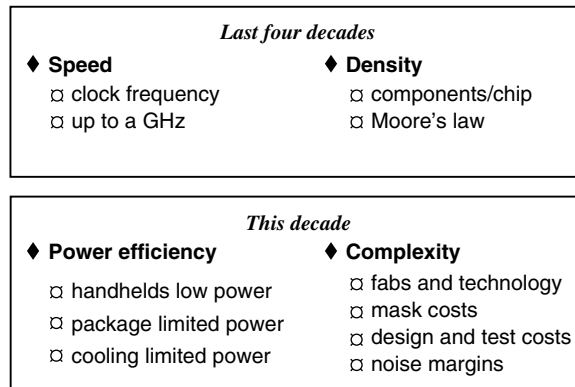 Last four decades
♦ Speed
¤ clock frequency
¤ up to a GHz
♦ Density
¤ components/chip
¤ Moore's law
This decade
♦ Power efficiency
¤ handhelds low power
¤ package limited power
¤ cooling limited power
♦ Complexity
¤ fabs and technology
¤ mask costs
¤ design and test costs
¤ noise margins